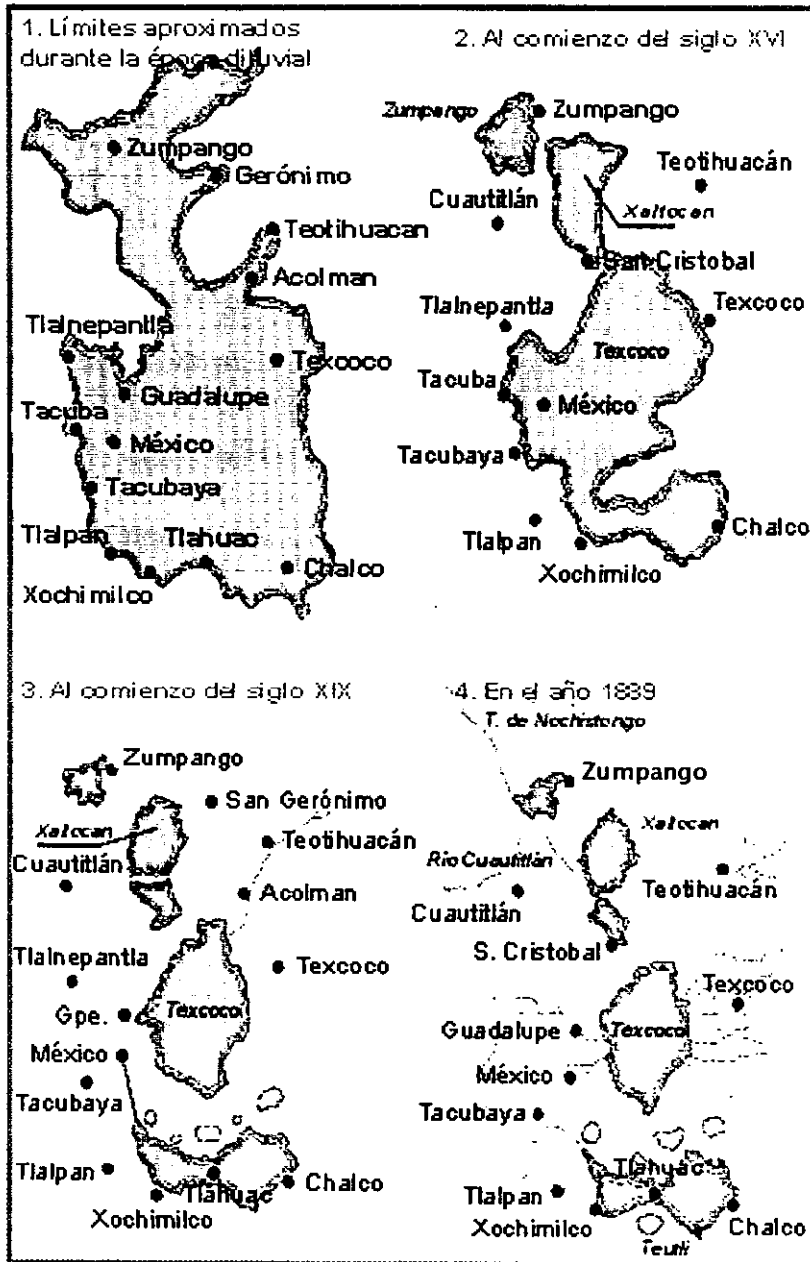 1. Límites aproximados
durante la época diluvial
Zumpango
Gerónimo
Teotihuacan
Acolman
Tlalnepantla
Texcoco
Guadalupe
Tacuba
México
Tacubaya
Tlalpan
Tlahuac
Chalco
Xochimilco
2. Al comienzo del siglo XVI
Zumpango
Zumpango
Teotihuacán
Cuautitlán
Xaltocan
San Cristobal
Tlalnepantla
Texcoco
Texcoco
Tacuba
México
Tacubaya
Chalco
Tlalpan
Xochimilco
3. Al comienzo del siglo XIX
Zumpango
San Gerónimo
Xaltocan
Teotihuacán
Cuautitlán
Acolman
Tlalnepantla
Texcoco
Gpe.
Texcoco
México
Tacubaya
Tlalpan
Tlahuac
Chalco
Xochimilco
4. En el año 1889
T. de Nochistongo
Zumpango
Xaltocan
Río Cuautitlán
Teotihuacán
Cuautitlán
S. Cristobal
Texcoco
Guadalupe
Texcoco
México
Tacubaya
Tlahuac
Tlalpan
Xochimilco
Chalco
Teutli